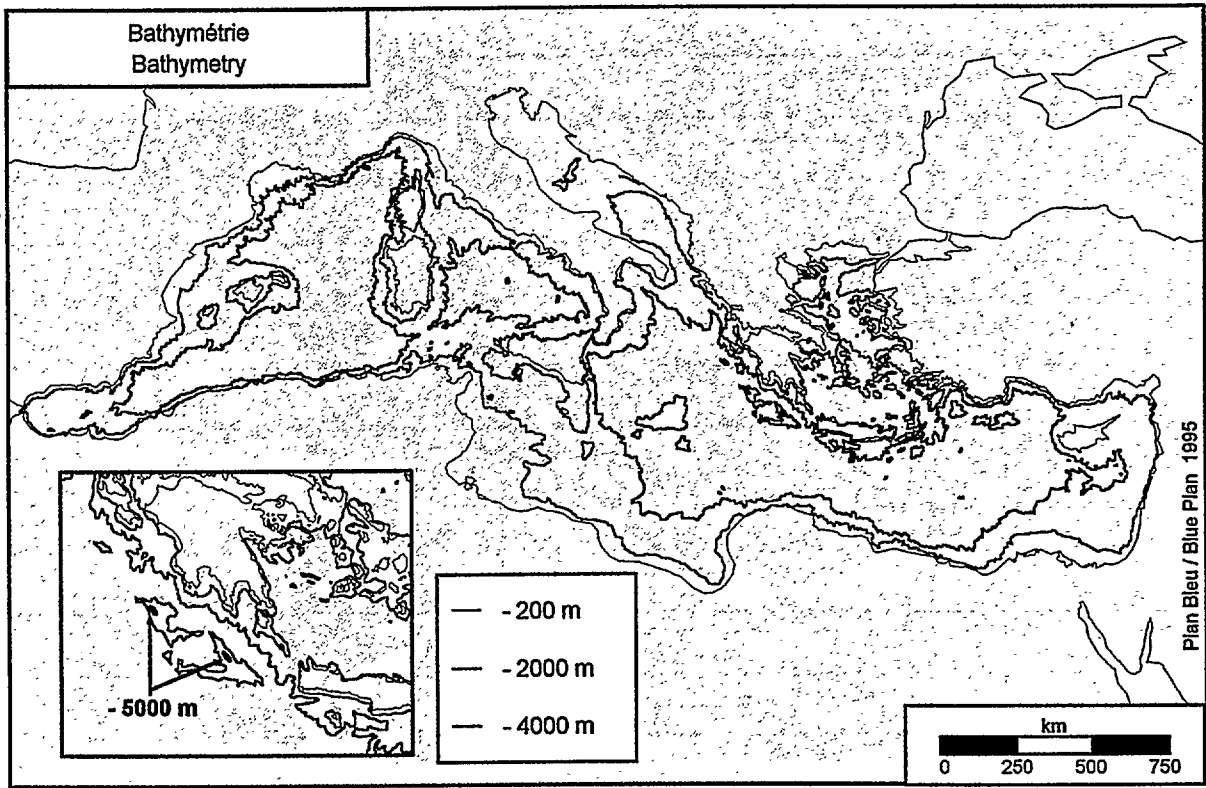 Bathymétrie
Bathymetry
- 5000 m
- 200 m
- 2000 m
- 4000 m
Plan Bleu / Blue Plan 1995
km
0 250 500 750